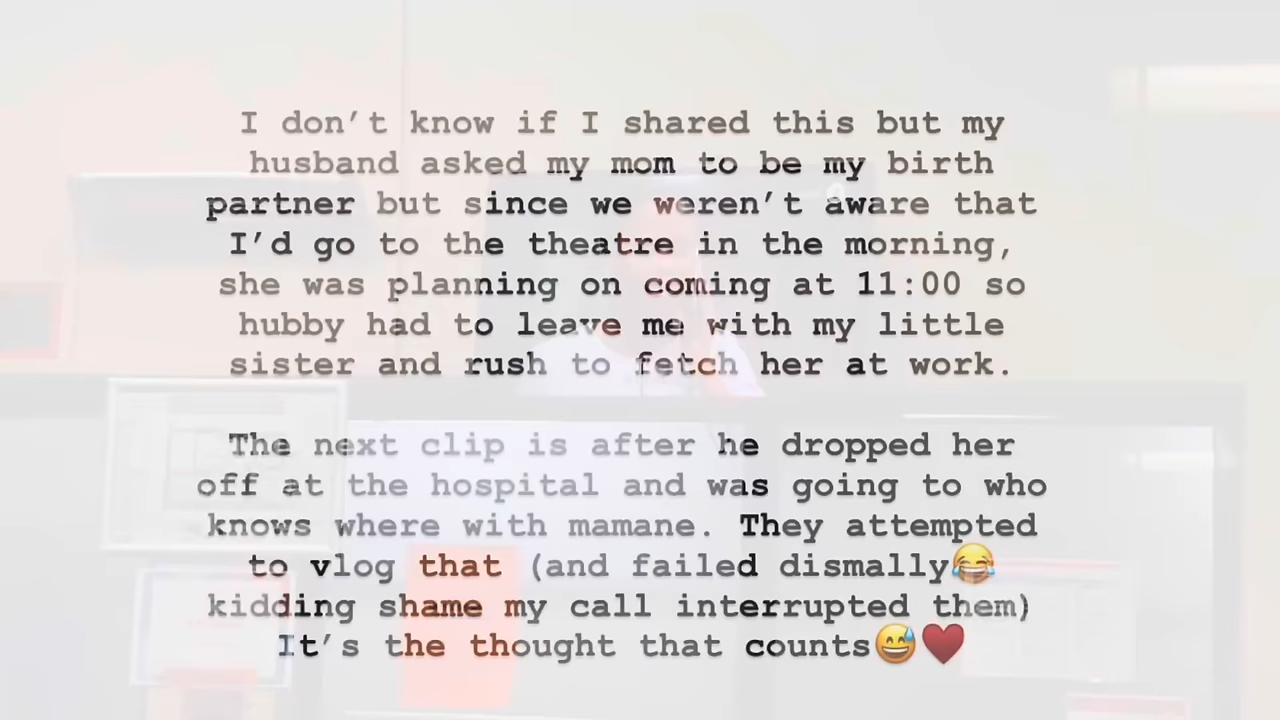 I don’t know if I shared this but my
husband asked my mom to be my birth
partner but since we weren’t aware that
I’d go to the theatre in the morning,
she was planning on coming at 11:00 so
hubby had to leave me with my little
sister and rush to fetch her at work.
The next clip is after he dropped her
off at the hospital and was going to who
knows where with mamane. They attempted
to vlog that (and failed dismally😂
kidding shame my call interrupted them)
It’s the thought that counts😅♥️